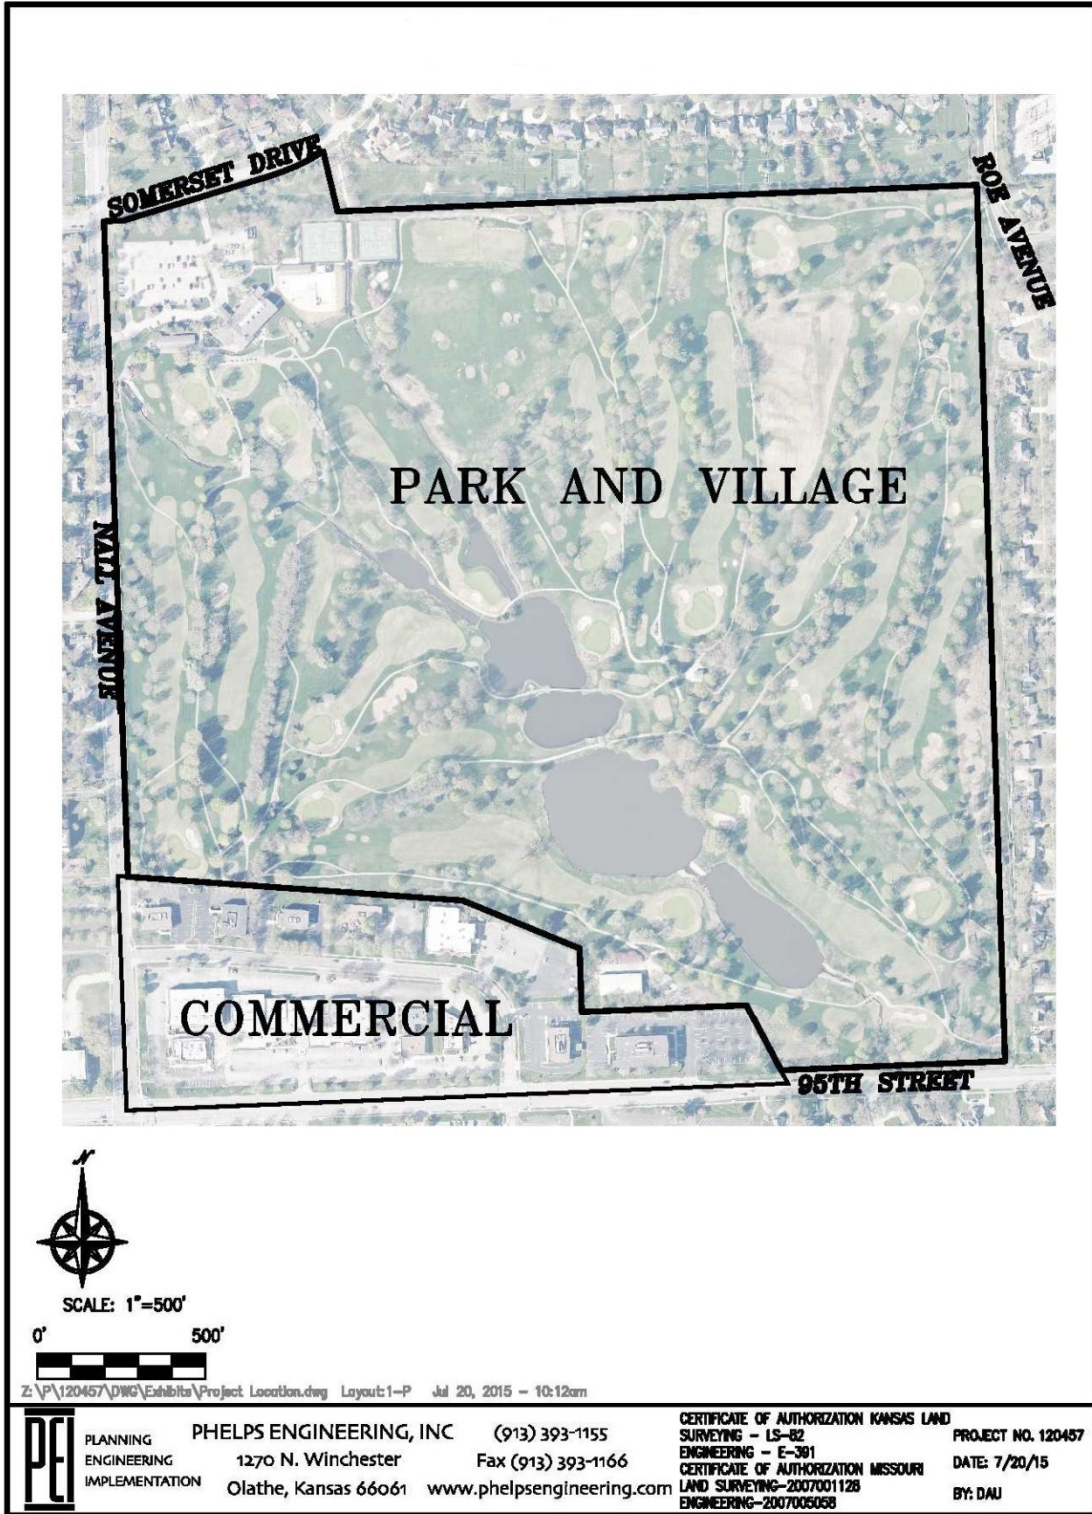 SOMERSET DRIVE
ROE AVENUE
PARK AND VILLAGE
NALL AVENUE
COMMERCIAL
95TH STREET
N
SCALE: 1"=500'
0' 500'
Z:\P\120457\DWG\Exhibits\Project Location.dwg Layout:1-P Jul 20, 2015 - 10:12am
PEI
PLANNING
ENGINEERING
IMPLEMENTATION
PHELPS ENGINEERING, INC
1270 N. Winchester
Olathe, Kansas 66061
(913) 393-1155
Fax (913) 393-1166
www.phelpsengineering.com
CERTIFICATE OF AUTHORIZATION KANSAS LAND
SURVEYING - LS-82
ENGINEERING - E-391
CERTIFICATE OF AUTHORIZATION MISSOURI
LAND SURVEYING-2007001128
ENGINEERING-2007005058
PROJECT NO. 120457
DATE: 7/20/15
BY: DAU